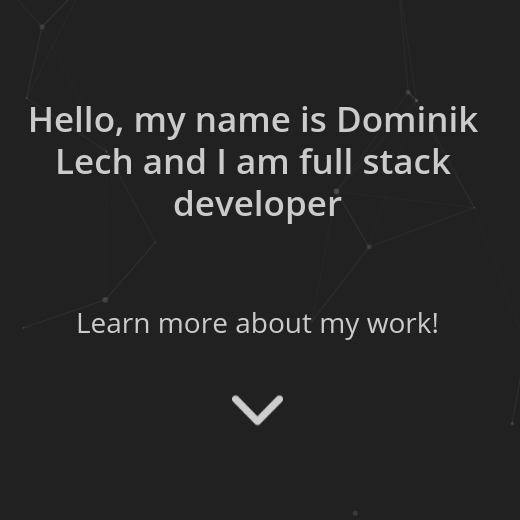 Hello, my name is Dominik
Lech and I am full stack
developer
Learn more about my work!